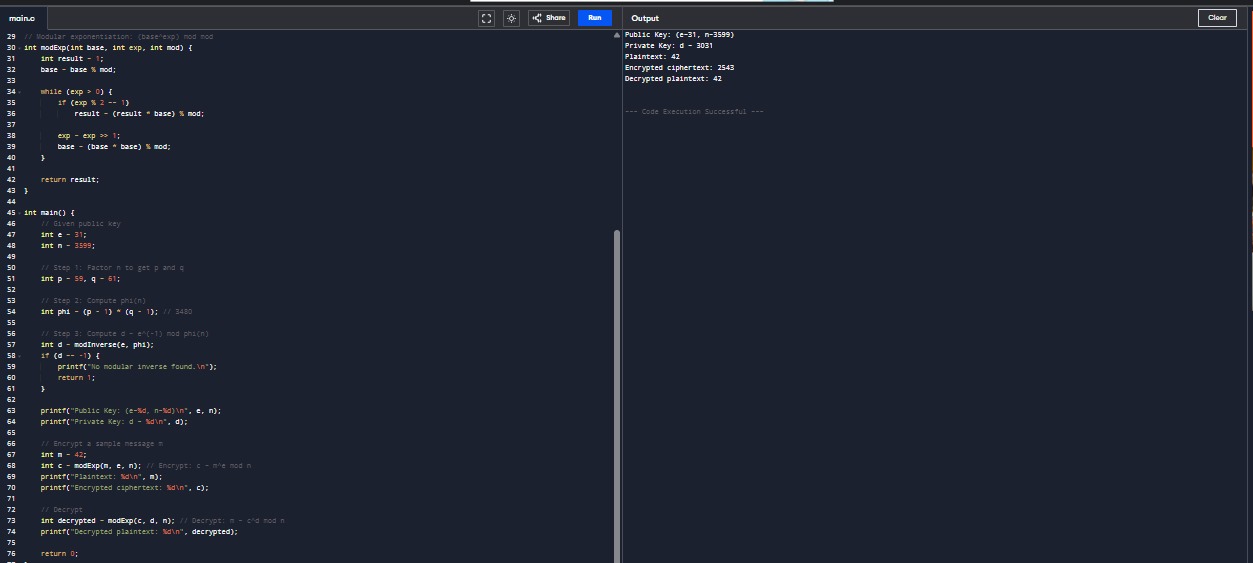 main.c
Share
Run
Output
Clear
29 // Modular exponentiation: (base^exp) mod mod
30 int modExp(int base, int exp, int mod) {
31 int result = 1;
32 base = base % mod;
33
34 while (exp > 0) {
35 if (exp % 2 == 1)
36 result = (result * base) % mod;
37
38 exp = exp >> 1;
39 base = (base * base) % mod;
40 }
41
42 return result;
43 }
44
45 int main() {
46 // Given public key
47 int e = 31;
48 int n = 3599;
49
50 // Step 1: Factor n to get p and q
51 int p = 59, q = 61;
52
53 // Step 2: Compute phi(n)
54 int phi = (p - 1) * (q - 1); // 3480
55
56 // Step 3: Compute d = e^(-1) mod phi(n)
57 int d = modInverse(e, phi);
58 if (d == -1) {
59 printf("No modular inverse found.\n");
60 return 1;
61 }
62
63 printf("Public Key: (e=%d, n=%d)\n", e, n);
64 printf("Private Key: d = %d\n", d);
65
66 // Encrypt a sample message m
67 int m = 42;
68 int c = modExp(m, e, n); // Encrypt: c = m^e mod n
69 printf("Plaintext: %d\n", m);
70 printf("Encrypted ciphertext: %d\n", c);
71
72 // Decrypt
73 int decrypted = modExp(c, d, n); // Decrypt: m = c^d mod n
74 printf("Decrypted plaintext: %d\n", decrypted);
75
76 return 0;
Public Key: (e=31, n=3599)
Private Key: d = 3031
Plaintext: 42
Encrypted ciphertext: 2543
Decrypted plaintext: 42
=== Code Execution Successful ===